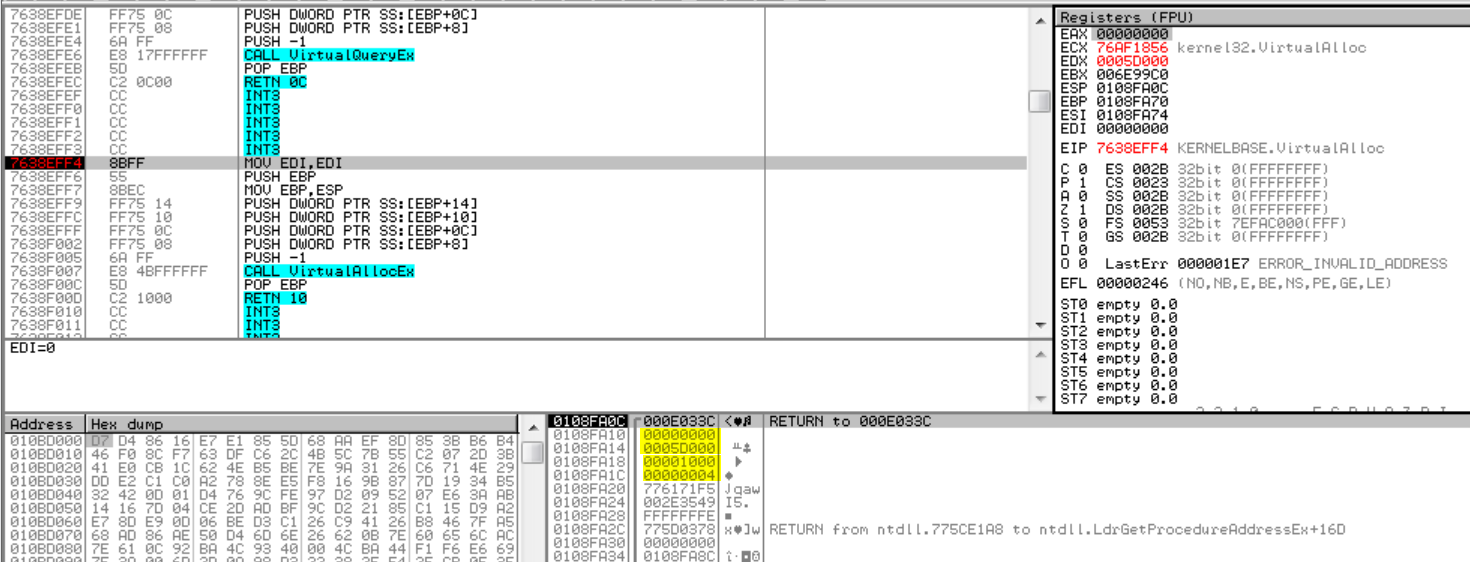 7638EFDE FF75 0C PUSH DWORD PTR SS:[EBP+0C]
7638EFE1 FF75 08 PUSH DWORD PTR SS:[EBP+8]
7638EFE4 6A FF PUSH -1
7638EFE6 E8 17FFFFFF CALL VirtualQueryEx
7638EFEB 5D POP EBP
7638EFEC C2 0C00 RETN 0C
7638EFEF CC INT3
7638EFF0 CC INT3
7638EFF1 CC INT3
7638EFF2 CC INT3
7638EFF3 CC INT3
7638EFF4 8BFF MOV EDI,EDI
7638EFF6 55 PUSH EBP
7638EFF7 8BEC MOV EBP,ESP
7638EFF9 FF75 14 PUSH DWORD PTR SS:[EBP+14]
7638EFFC FF75 10 PUSH DWORD PTR SS:[EBP+10]
7638EFFF FF75 0C PUSH DWORD PTR SS:[EBP+0C]
7638F002 FF75 08 PUSH DWORD PTR SS:[EBP+8]
7638F005 6A FF PUSH -1
7638F007 E8 4BFFFFFF CALL VirtualAllocEx
7638F00C 5D POP EBP
7638F00D C2 1000 RETN 10
7638F010 CC INT3
7638F011 CC INT3
EDI=0
Registers (FPU)
EAX 00000000
ECX 76AF1856 kernel32.VirtualAlloc
EDX 0005D000
EBX 006E99C0
ESP 0108FA0C
EBP 0108FA70
ESI 0108FA74
EDI 00000000
EIP 7638EFF4 KERNELBASE.VirtualAlloc
C 0 ES 002B 32bit 0(FFFFFFFF)
P 1 CS 0023 32bit 0(FFFFFFFF)
A 0 SS 002B 32bit 0(FFFFFFFF)
Z 1 DS 002B 32bit 0(FFFFFFFF)
S 0 FS 0053 32bit 7EFAC000(FFF)
T 0 GS 002B 32bit 0(FFFFFFFF)
D 0
O 0 LastErr 000001E7 ERROR_INVALID_ADDRESS
EFL 00000246 (NO,NB,E,BE,NS,PE,GE,LE)
ST0 empty 0.0
ST1 empty 0.0
ST2 empty 0.0
ST3 empty 0.0
ST4 empty 0.0
ST5 empty 0.0
ST6 empty 0.0
ST7 empty 0.0
Address Hex dump
010BD000 D7 D4 86 16 E7 E1 85 5D 68 AA EF 8D 85 3B B6 B4
010BD010 46 F0 8C F7 63 DF C6 2C 4B 5C 7B 55 C2 07 2D 3B
010BD020 41 E0 CB 1C 62 4E B5 BE 7E 9A 31 26 C6 71 4E 29
010BD030 DD E2 C1 C0 A2 78 8E E5 F8 16 9B 87 7D 19 34 B5
010BD040 32 42 0D 01 D4 76 9C FE 97 D2 09 52 07 E6 3A AB
010BD050 14 16 7D 04 CE 2D AD BF 9C D2 21 85 C1 15 D9 A2
010BD060 E7 8D E9 0D 06 BE D3 C1 26 C9 41 26 B8 46 7F A5
010BD070 68 AD 86 AE 50 D4 6D 6E 26 62 0B 7E 60 65 6C AC
010BD080 7E 61 0C 92 BA 4C 93 40 00 4C BA 44 F1 F6 E6 69
0108FA0C 000E033C RETURN to 000E033C
0108FA10 00000000
0108FA14 0005D000
0108FA18 00001000
0108FA1C 00000004
0108FA20 776171F5 Jqaw
0108FA24 002E3549 I5.
0108FA28 FFFFFFFE
0108FA2C 775D0378 RETURN from ntdll.775CE1A8 to ntdll.LdrGetProcedureAddressEx+16D
0108FA30 00000000
0108FA34 0108FA8C